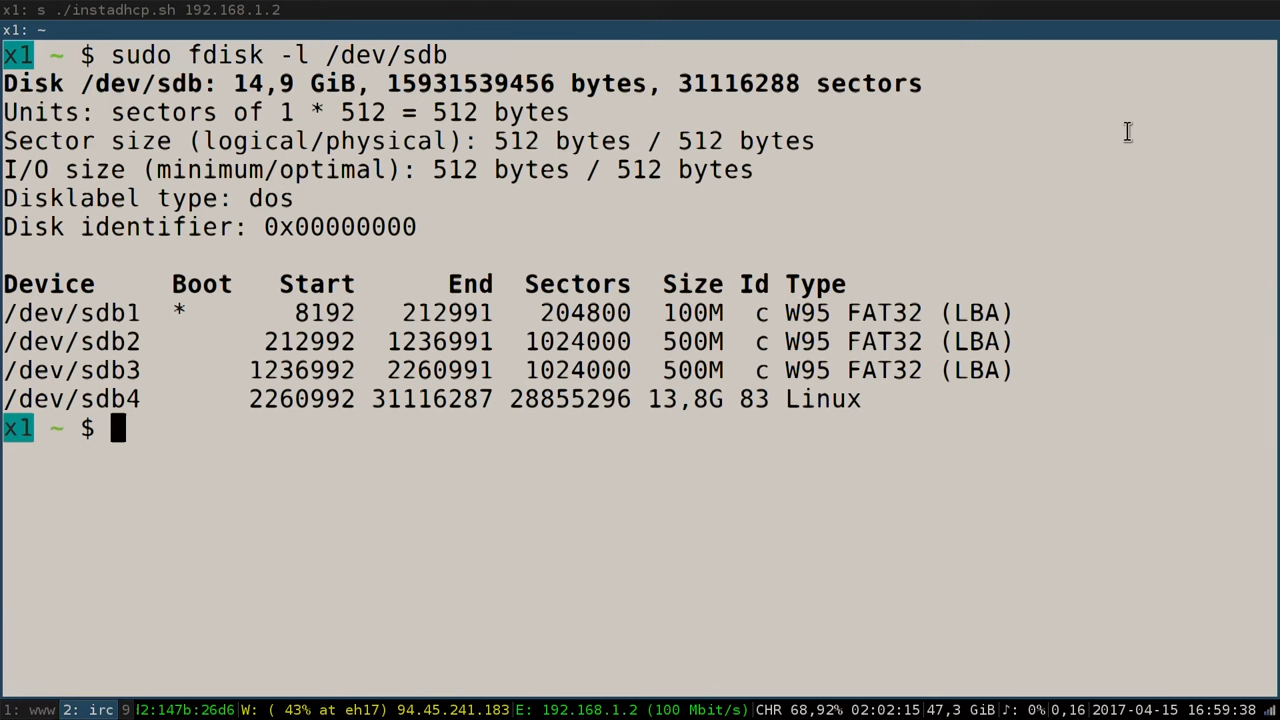 x1: s ./instadhcp.sh 192.168.1.2
x1: ~
x1 ~ $ sudo fdisk -l /dev/sdb
Disk /dev/sdb: 14,9 GiB, 15931539456 bytes, 31116288 sectors
Units: sectors of 1 * 512 = 512 bytes
Sector size (logical/physical): 512 bytes / 512 bytes
I/O size (minimum/optimal): 512 bytes / 512 bytes
Disklabel type: dos
Disk identifier: 0x00000000
Device Boot Start End Sectors Size Id Type
/dev/sdb1 * 8192 212991 204800 100M c W95 FAT32 (LBA)
/dev/sdb2 212992 1236991 1024000 500M c W95 FAT32 (LBA)
/dev/sdb3 1236992 2260991 1024000 500M c W95 FAT32 (LBA)
/dev/sdb4 2260992 31116287 28855296 13,8G 83 Linux
x1 ~ $
1: www 2: irc 9 d2:147b:26d6 W: ( 43% at eh17) 94.45.241.183 E: 192.168.1.2 (100 Mbit/s) CHR 68,92% 02:02:15 47,3 GiB ♪: 0% 0,16 2017-04-15 16:59:38